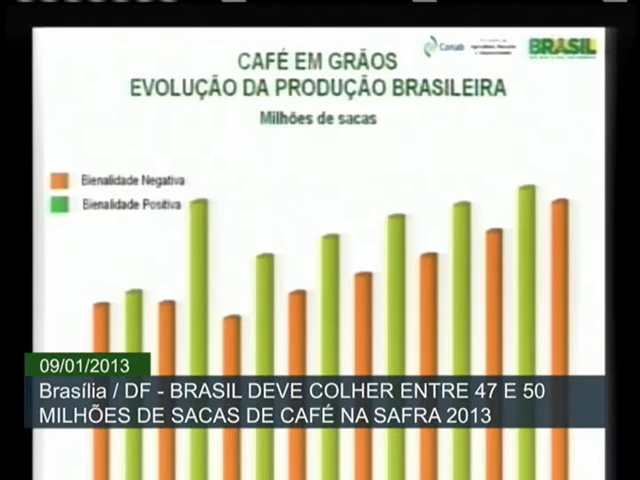 Conab
BRASIL
CAFÉ EM GRÃOS
EVOLUÇÃO DA PRODUÇÃO BRASILEIRA
Milhões de sacas
Bienalidade Negativa
Bienalidade Positiva
09/01/2013
Brasília / DF - BRASIL DEVE COLHER ENTRE 47 E 50
MILHÕES DE SACAS DE CAFÉ NA SAFRA 2013